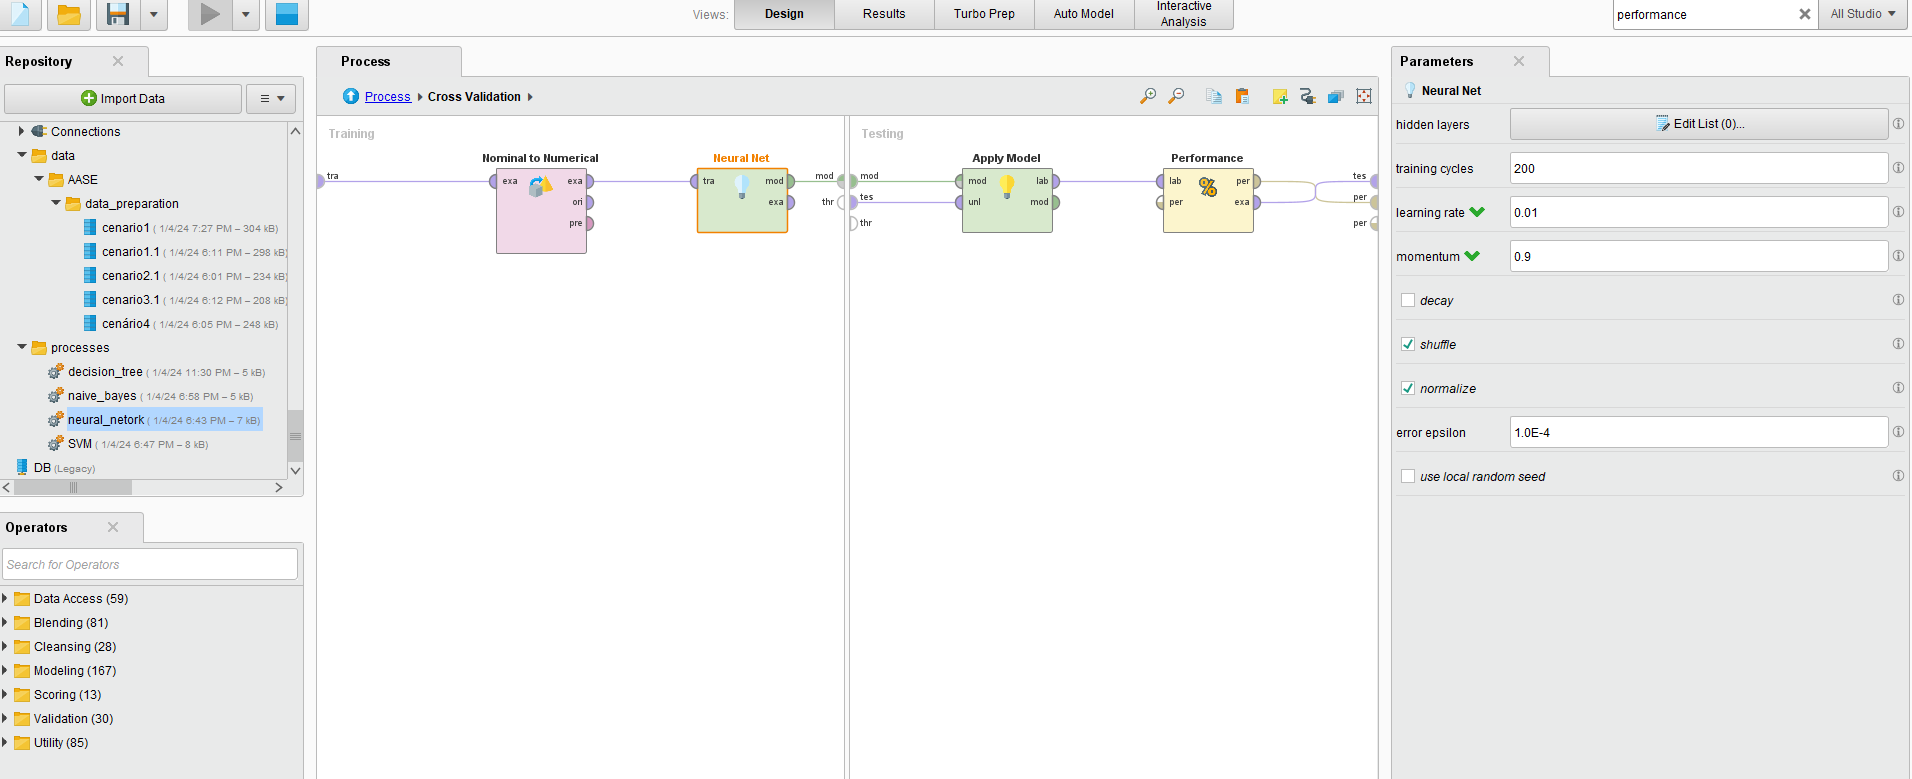 Views:
Design
Results
Turbo Prep
Auto Model
Interactive
Analysis
performance
All Studio
Repository
Import Data
Connections
data
AASE
data_preparation
cenario1 ( 1/4/24 7:27 PM – 304 kB)
cenario1.1 ( 1/4/24 6:11 PM – 298 kB)
cenario2.1 ( 1/4/24 6:01 PM – 234 kB)
cenario3.1 ( 1/4/24 6:12 PM – 208 kB)
cenário4 ( 1/4/24 6:05 PM – 248 kB)
processes
decision_tree ( 1/4/24 11:30 PM – 5 kB)
naive_bayes ( 1/4/24 6:58 PM – 5 kB)
neural_netork ( 1/4/24 6:43 PM – 7 kB)
SVM ( 1/4/24 6:47 PM – 8 kB)
DB (Legacy)
Operators
Search for Operators
Data Access (59)
Blending (81)
Cleansing (28)
Modeling (167)
Scoring (13)
Validation (30)
Utility (85)
Process
Process Cross Validation
Training
tra
Nominal to Numerical
exa exa
ori
pre
Neural Net
tra mod
exa
mod
thr
Testing
mod
tes
thr
Apply Model
mod lab
unl mod
Performance
%
lab per
per exa
tes
per
per
Parameters
Neural Net
hidden layers Edit List (0)...
training cycles 200
learning rate 0.01
momentum 0.9
decay
shuffle
normalize
error epsilon 1.0E-4
use local random seed